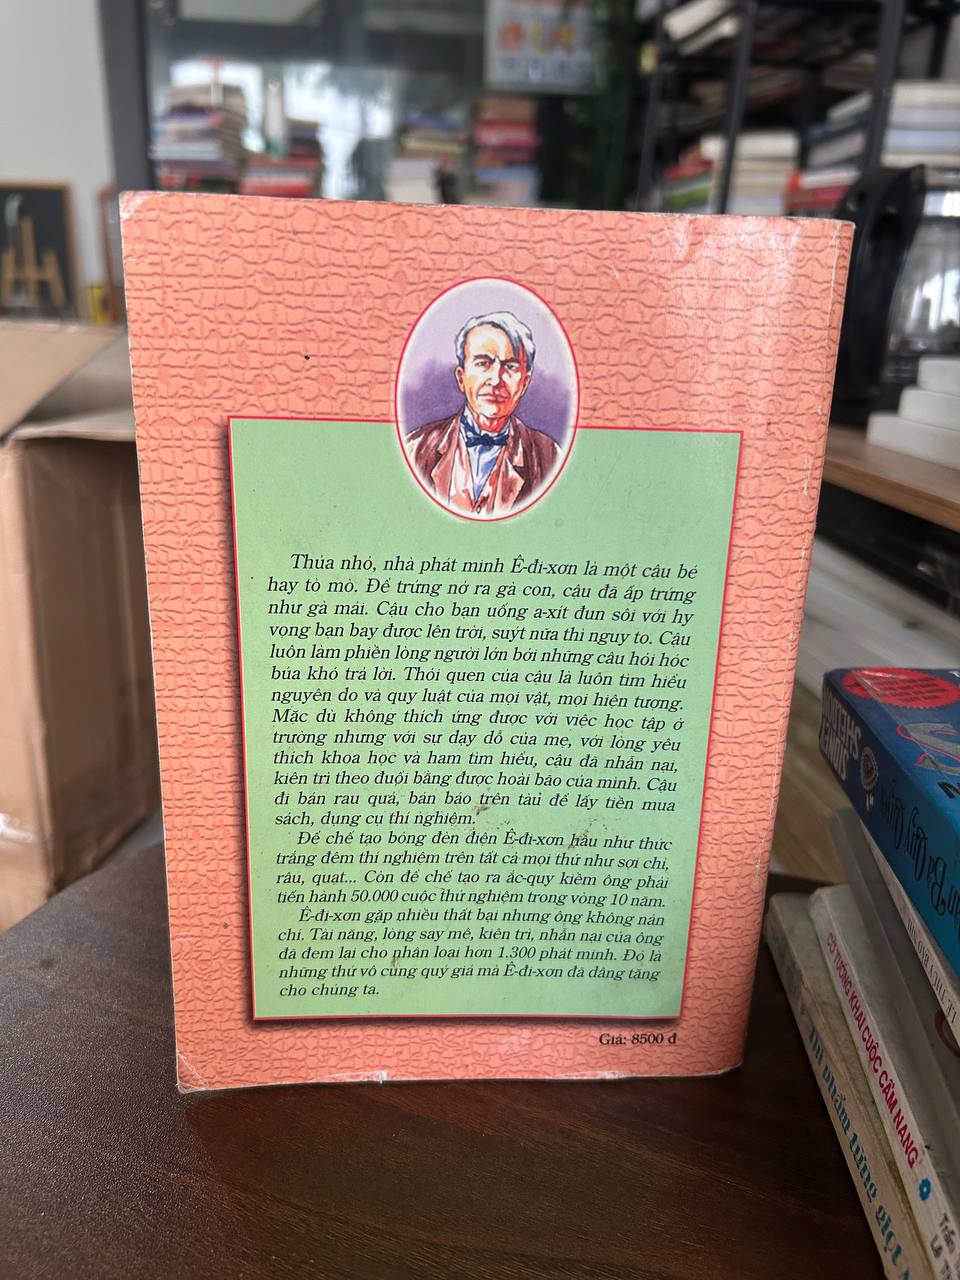 Thủa nhỏ, nhà phát minh Ê-đi-xơn là một cậu bé
hay tò mò. Để trứng nở ra gà con, cậu đã ấp trứng
như gà mái. Cậu cho bạn uống a-xít đun sôi với hy
vọng bạn bay được lên trời, suýt nữa thì nguy to. Cậu
luôn làm phiền lòng người lớn bởi những câu hỏi hóc
búa khó trả lời. Thói quen của cậu là luôn tìm hiểu
nguyên do và quy luật của mọi vật, mọi hiện tượng.
Mặc dù không thích ứng được với việc học tập ở
trường nhưng với sự dạy dỗ của mẹ, với lòng yêu
thích khoa học và ham tìm hiểu, cậu đã nhẫn nại,
kiên trì theo đuổi bằng được hoài bão của mình. Cậu
đi bán rau quả, bán báo trên tàu để lấy tiền mua
sách, dụng cụ thí nghiệm.
Để chế tạo bóng đèn điện Ê-đi-xơn hầu như thức
trắng đêm thí nghiệm trên tất cả mọi thứ như sợi chỉ,
râu, quạt... Còn để chế tạo ra ắc-quy kiềm ông phải
tiến hành 50.000 cuộc thử nghiệm trong vòng 10 năm.
Ê-đi-xơn gặp nhiều thất bại nhưng ông không nản
chí. Tài năng, lòng say mê, kiên trì, nhẫn nại của ông
đã đem lại cho nhân loại hơn 1.300 phát minh. Đó là
những thứ vô cùng quý giá mà Ê-đi-xơn đã dâng tặng
cho chúng ta.
Giá: 8500 đ
SIDNEY SHELDON
CỜ TƯỚNG KHAI CUỘC CẨM NANG